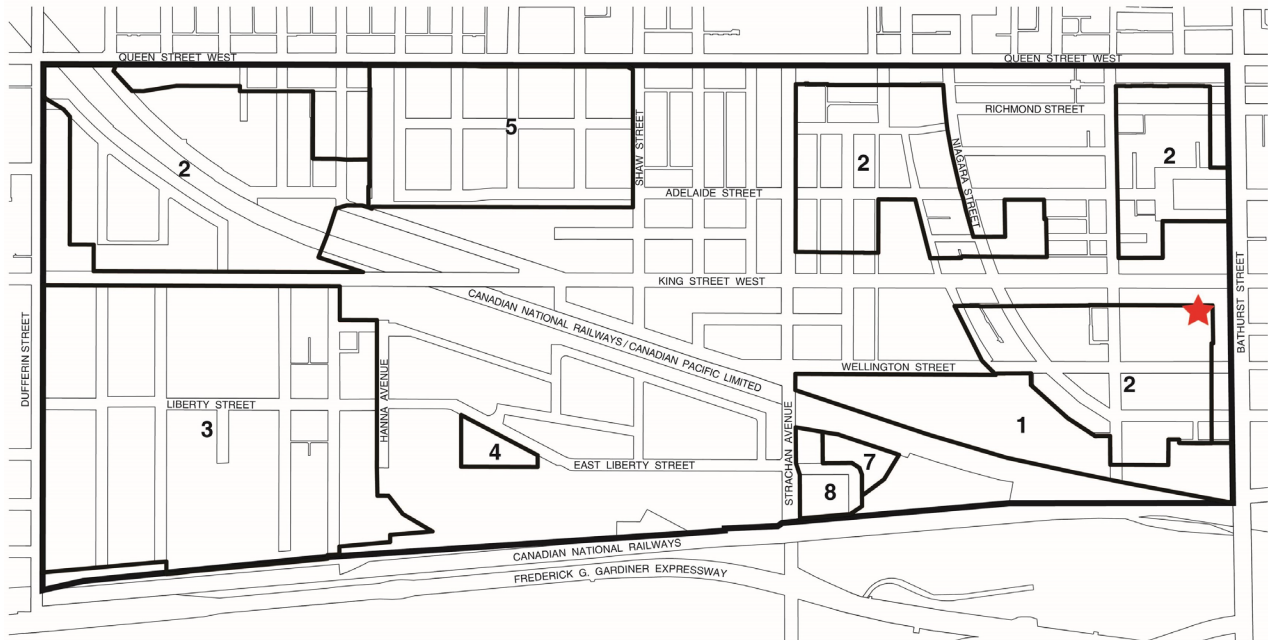 QUEEN STREET WEST
QUEEN STREET WEST
RICHMOND STREET
5
SHAW STREET
NIAGARA STREET
2
2
2
ADELAIDE STREET
KING STREET WEST
BATHURST STREET
CANADIAN NATIONAL RAILWAYS / CANADIAN PACIFIC LIMITED
DUFFERIN STREET
HANNA AVENUE
WELLINGTON STREET
2
LIBERTY STREET
3
1
STRACHAN AVENUE
4
EAST LIBERTY STREET
7
8
CANADIAN NATIONAL RAILWAYS
FREDERICK G. GARDINER EXPRESSWAY